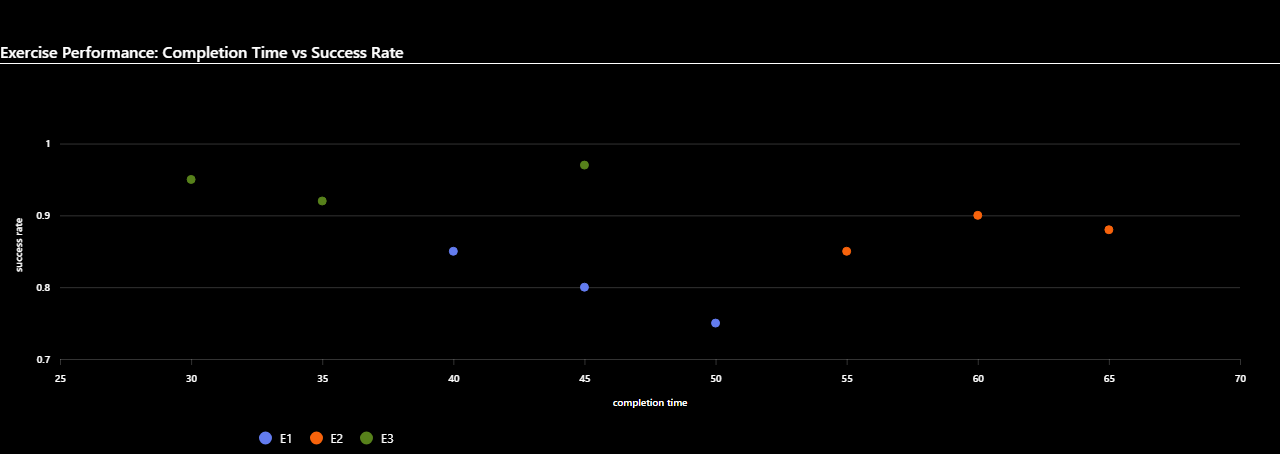 Exercise Performance: Completion Time vs Success Rate
1
0.9
0.8
0.7
success rate
25 30 35 40 45 50 55 60 65 70
completion time
E1 E2 E3